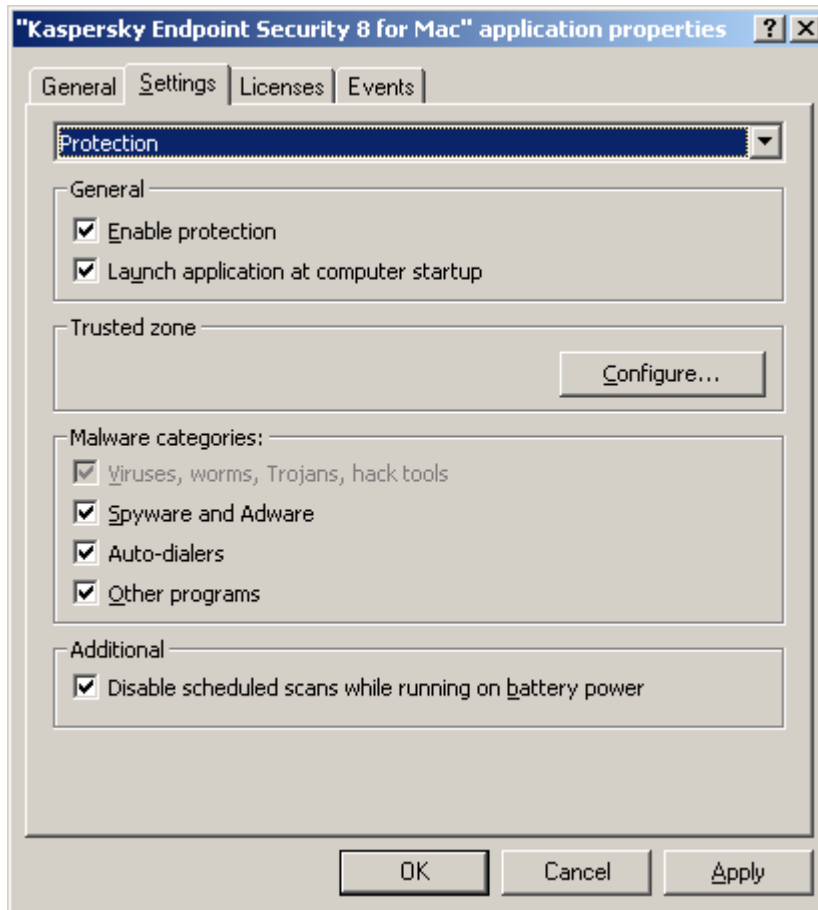 "Kaspersky Endpoint Security 8 for Mac" application properties
General Settings Licenses Events
Protection
General
Enable protection
Launch application at computer startup
Trusted zone
Configure...
Malware categories:
Viruses, worms, Trojans, hack tools
Spyware and Adware
Auto-dialers
Other programs
Additional
Disable scheduled scans while running on battery power
OK Cancel Apply